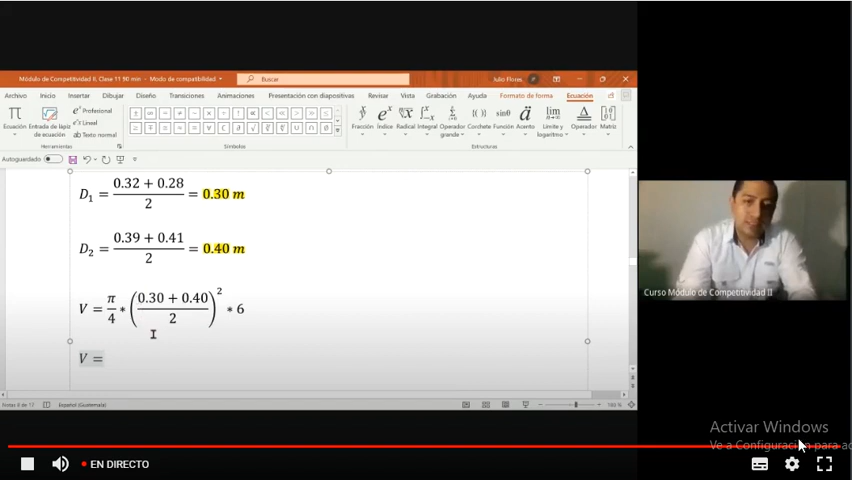 Módulo de Competitividad II, Clase 11 90 min - Modo de compatibilidad
Buscar
Julio Flores
Archivo Inicio Insertar Dibujar Diseño Transiciones Animaciones Presentación con diapositivas Revisar Vista Grabar Ayuda Formato de forma Ecuación
Ecuación
Entrada de lápiz de ecuación
Profesional
Lineal
Texto normal
Fracción Índice Radical Integral Operador grande Corchete Función Acento Límite y logaritmo Operador Matriz
Herramientas Símbolos Estructuras
Autoguardado
D₁ = (0.32 + 0.28)/2 = 0.30 m
D₂ = (0.39 + 0.41)/2 = 0.40 m
V = π/4 * ((0.30 + 0.40)/2)² * 6
V =
Español (Guatemala)
Curso Módulo de Competitividad II
Activar Windows
Ve a Configuración para ac
EN DIRECTO